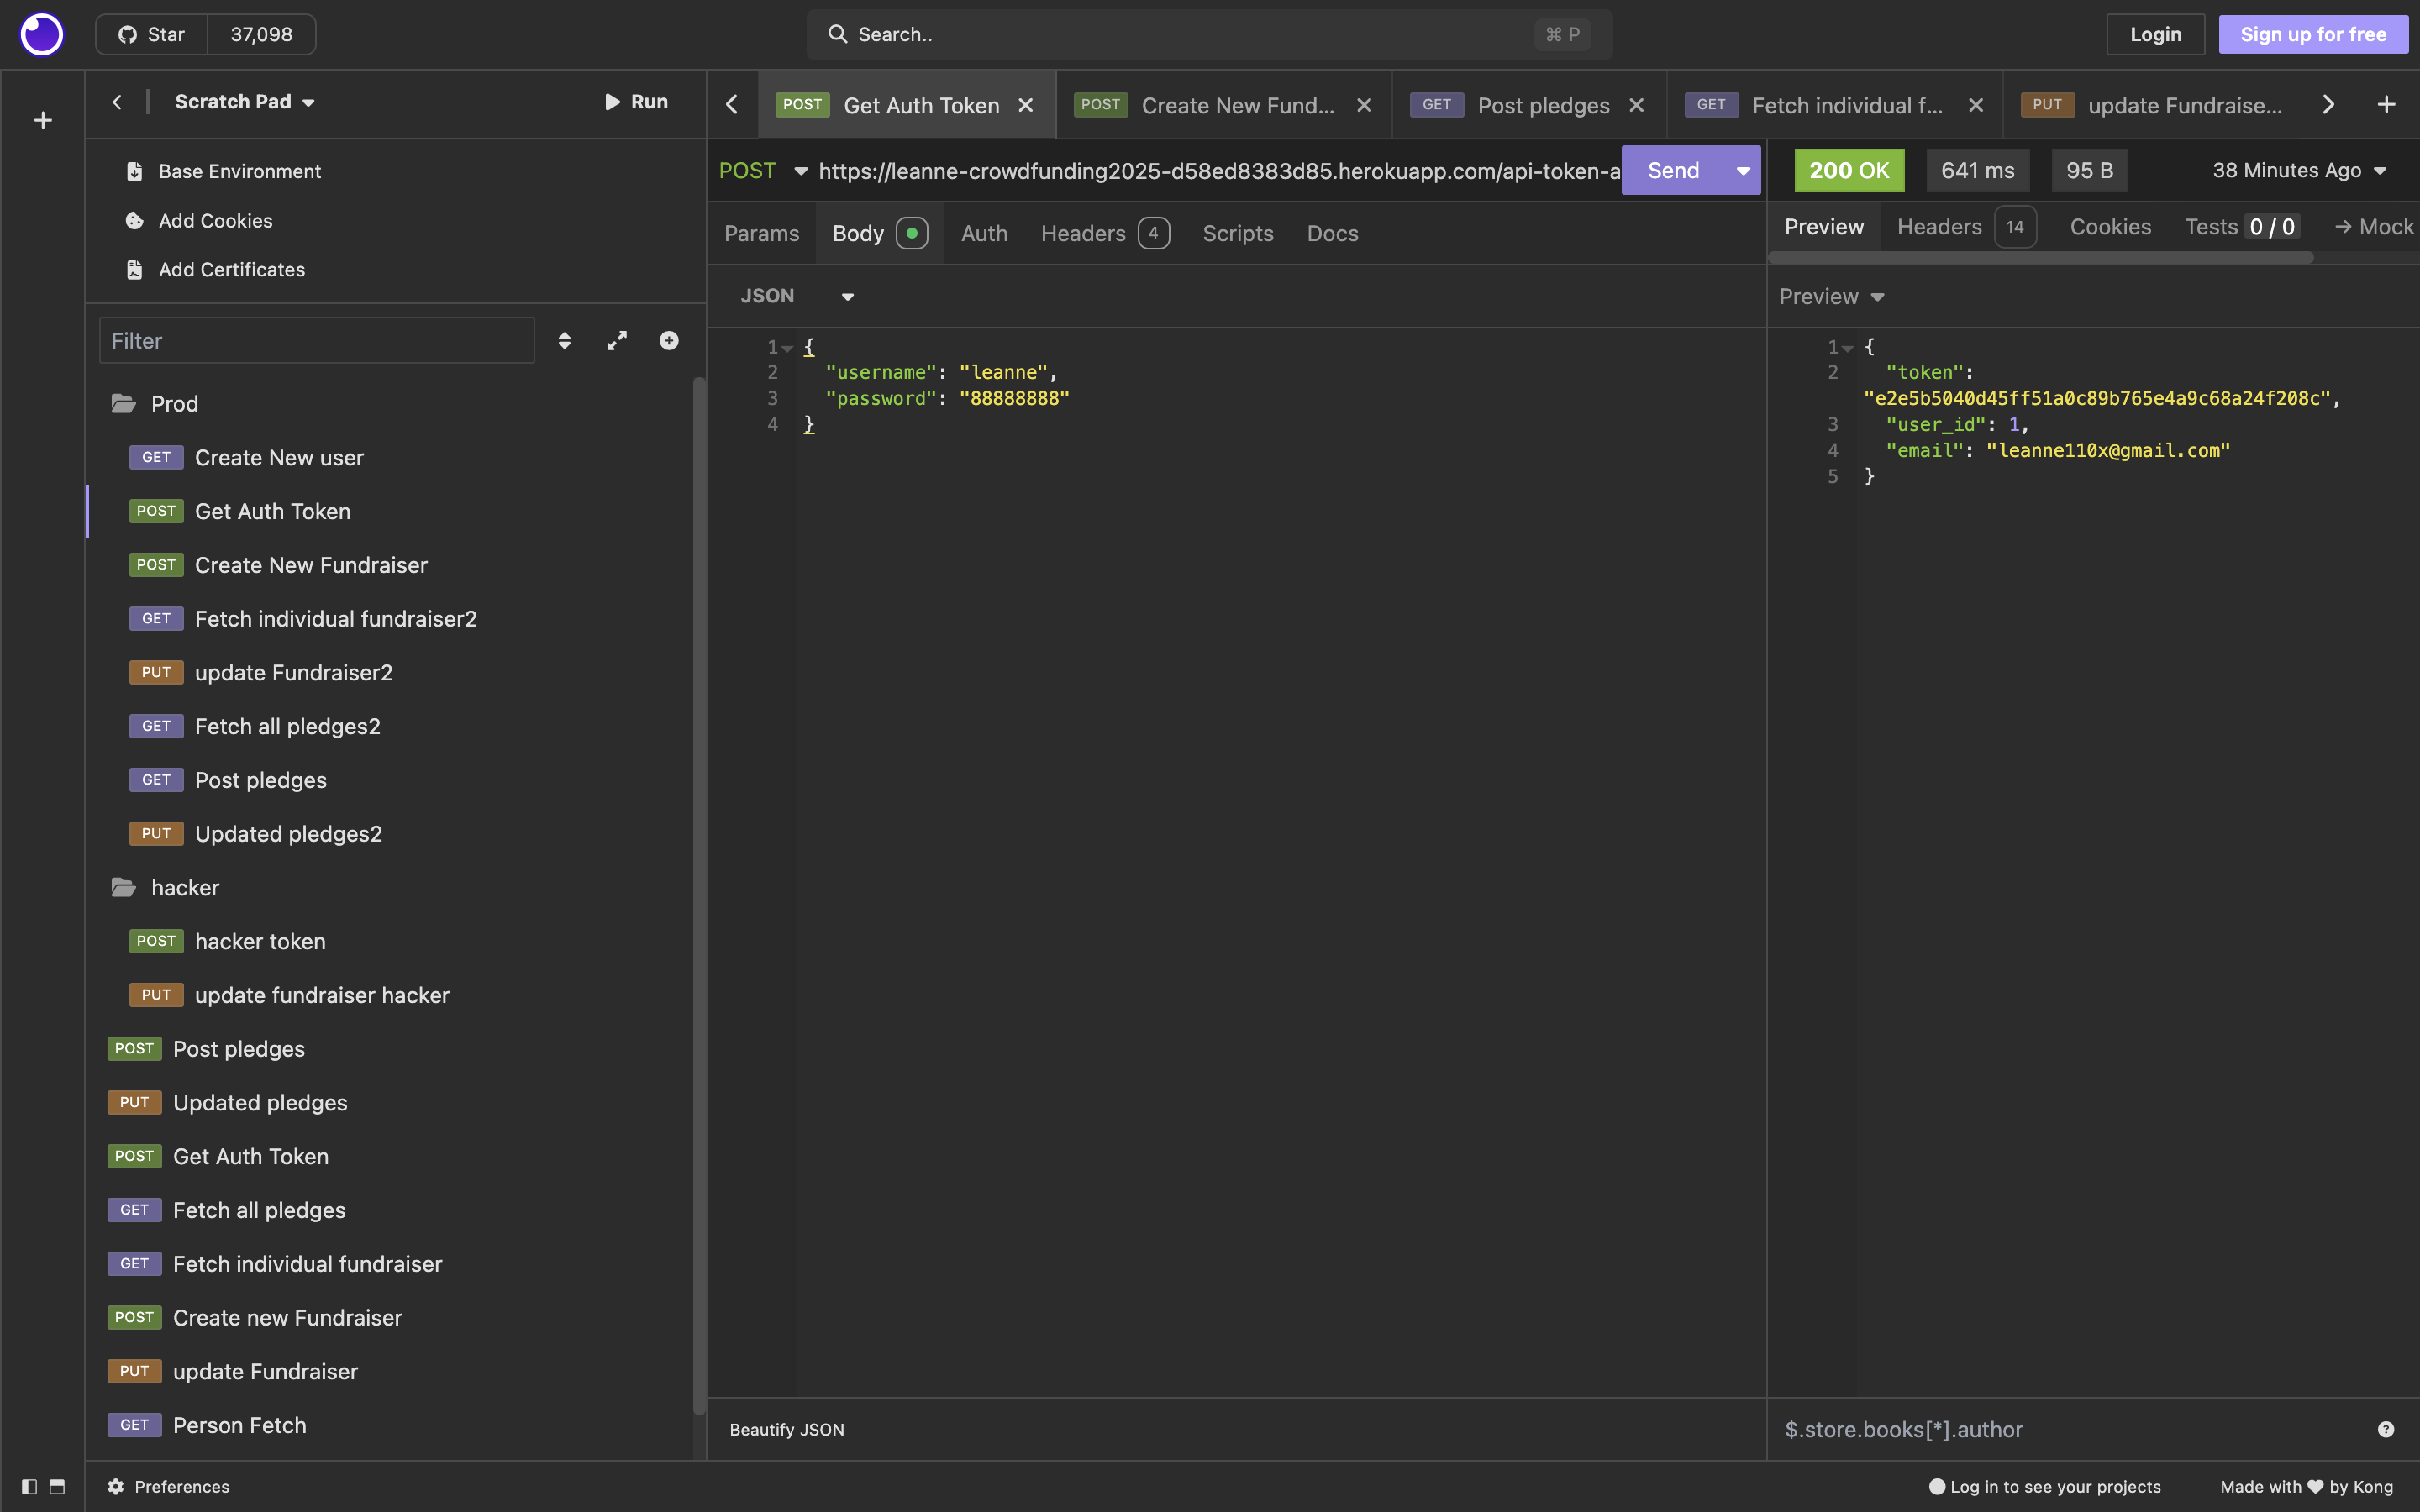 Star 37,098
Search..
⌘ P
Login
Sign up for free
Scratch Pad
Run
POST Get Auth Token
POST Create New Fund...
GET Post pledges
GET Fetch individual f...
PUT update Fundraise...
Base Environment
Add Cookies
Add Certificates
Filter
Prod
GET Create New user
POST Get Auth Token
POST Create New Fundraiser
GET Fetch individual fundraiser2
PUT update Fundraiser2
GET Fetch all pledges2
GET Post pledges
PUT Updated pledges2
hacker
POST hacker token
PUT update fundraiser hacker
POST Post pledges
PUT Updated pledges
POST Get Auth Token
GET Fetch all pledges
GET Fetch individual fundraiser
POST Create new Fundraiser
PUT update Fundraiser
GET Person Fetch
Preferences
POST https://leanne-crowdfunding2025-d58ed8383d85.herokuapp.com/api-token-a
Send
Params Body Auth Headers 4 Scripts Docs
JSON
1 {
2 "username": "leanne",
3 "password": "88888888"
4 }
Beautify JSON
200 OK 641 ms 95 B 38 Minutes Ago
Preview Headers 14 Cookies Tests 0 / 0 → Mock
Preview
1 {
2 "token":
"e2e5b5040d45ff51a0c89b765e4a9c68a24f208c",
3 "user_id": 1,
4 "email": "leanne110x@gmail.com"
5 }
$.store.books[*].author
Log in to see your projects
Made with ♥ by Kong